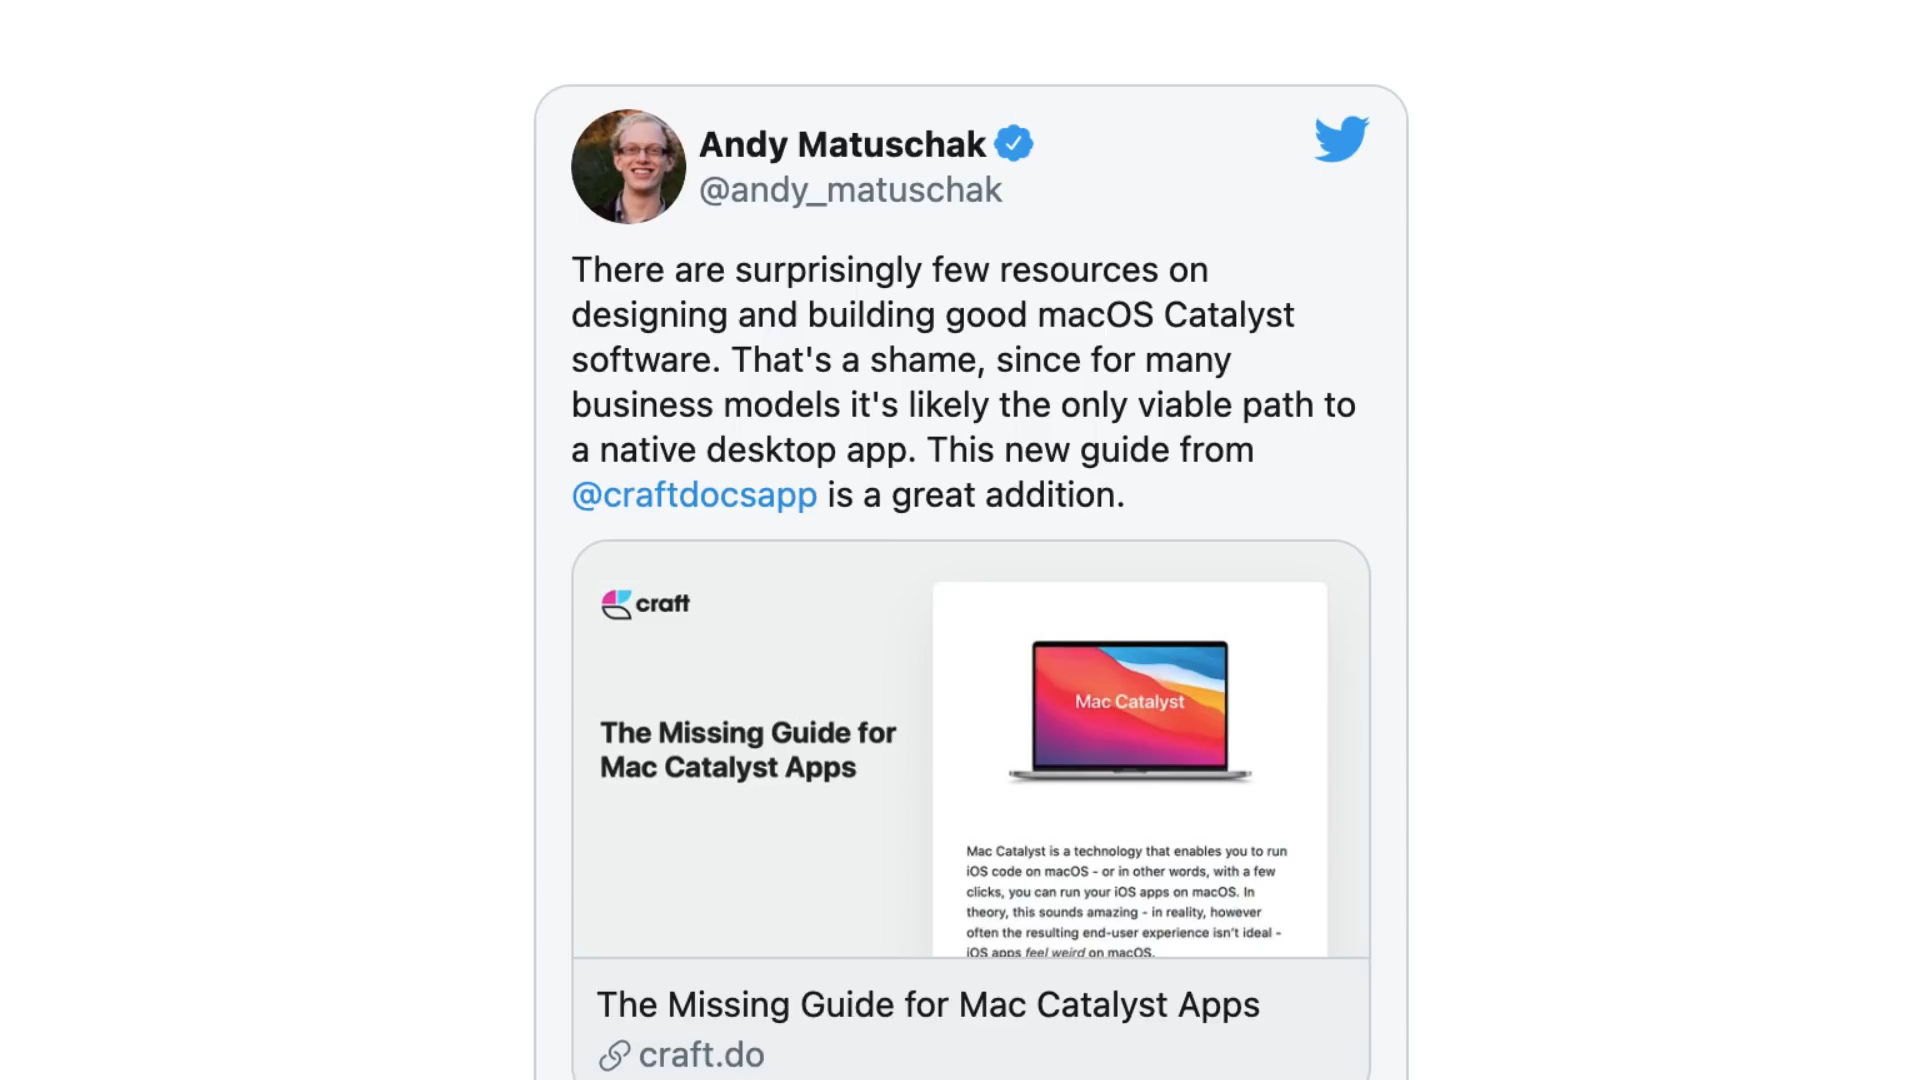 Andy Matuschak
@andy_matuschak
There are surprisingly few resources on
designing and building good macOS Catalyst
software. That's a shame, since for many
business models it's likely the only viable path to
a native desktop app. This new guide from
@craftdocsapp is a great addition.
craft
The Missing Guide for
Mac Catalyst Apps
Mac Catalyst
Mac Catalyst is a technology that enables you to run
iOS code on macOS - or in other words, with a few
clicks, you can run your iOS apps on macOS. In
theory, this sounds amazing - in reality, however
often the resulting end-user experience isn't ideal -
iOS apps feel weird on macOS.
The Missing Guide for Mac Catalyst Apps
craft.do